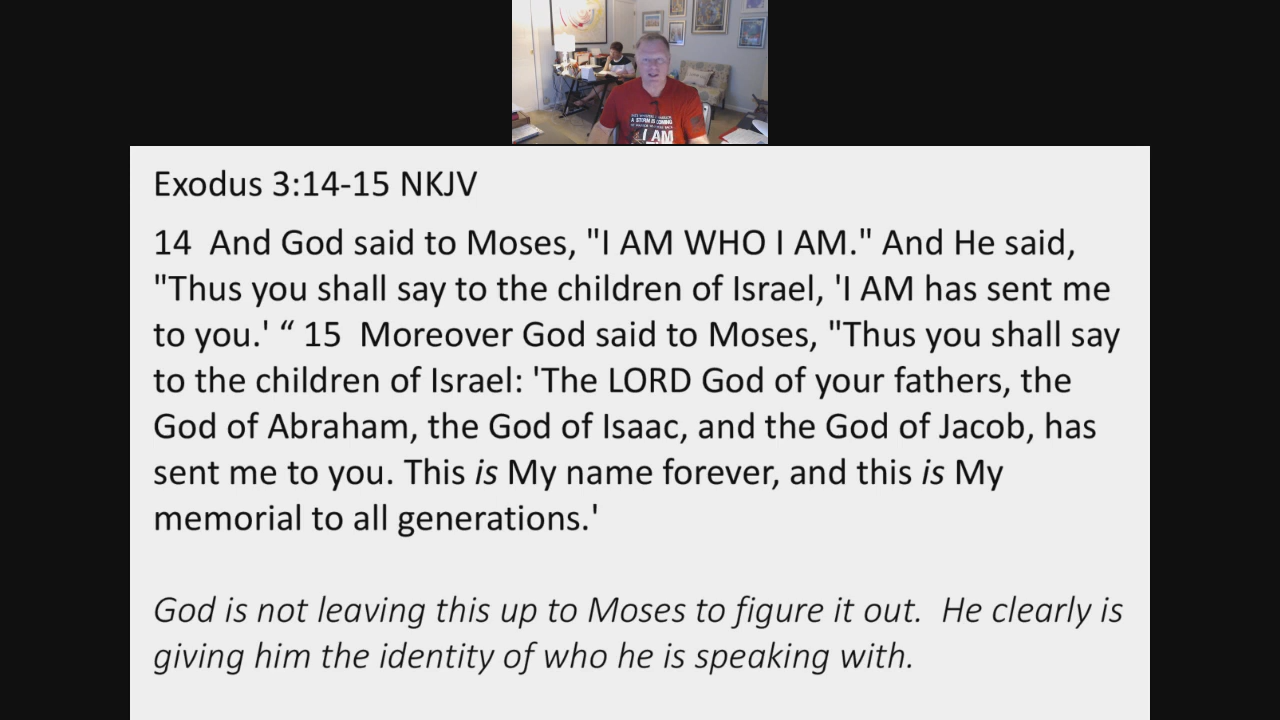 A STORM IS COMING
I AM
Exodus 3:14-15 NKJV
14  And God said to Moses, "I AM WHO I AM." And He said,
"Thus you shall say to the children of Israel, 'I AM has sent me
to you.' “ 15  Moreover God said to Moses, "Thus you shall say
to the children of Israel: 'The LORD God of your fathers, the
God of Abraham, the God of Isaac, and the God of Jacob, has
sent me to you. This is My name forever, and this is My
memorial to all generations.'
God is not leaving this up to Moses to figure it out.  He clearly is
giving him the identity of who he is speaking with.